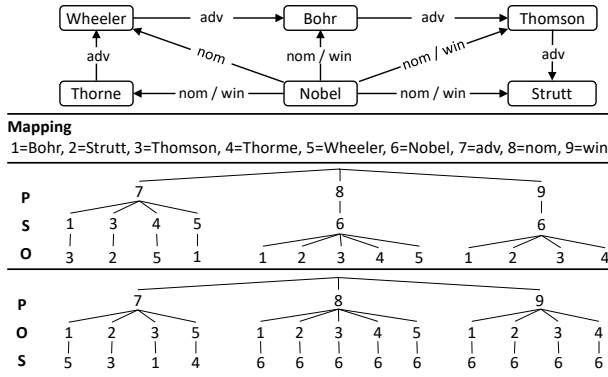 Wheeler adv Bohr adv Thomson
adv nom nom / win nom / win adv
Thorne nom / win Nobel nom / win Strutt
Mapping
1=Bohr, 2=Strutt, 3=Thomson, 4=Thorme, 5=Wheeler, 6=Nobel, 7=adv, 8=nom, 9=win
P 7 8 9
S 1 3 4 5 6 6
O 3 2 5 1 1 2 3 4 5 1 2 3 4
P 7 8 9
O 1 2 3 5 1 2 3 4 5 1 2 3 4
S 5 3 1 4 6 6 6 6 6 6 6 6 6